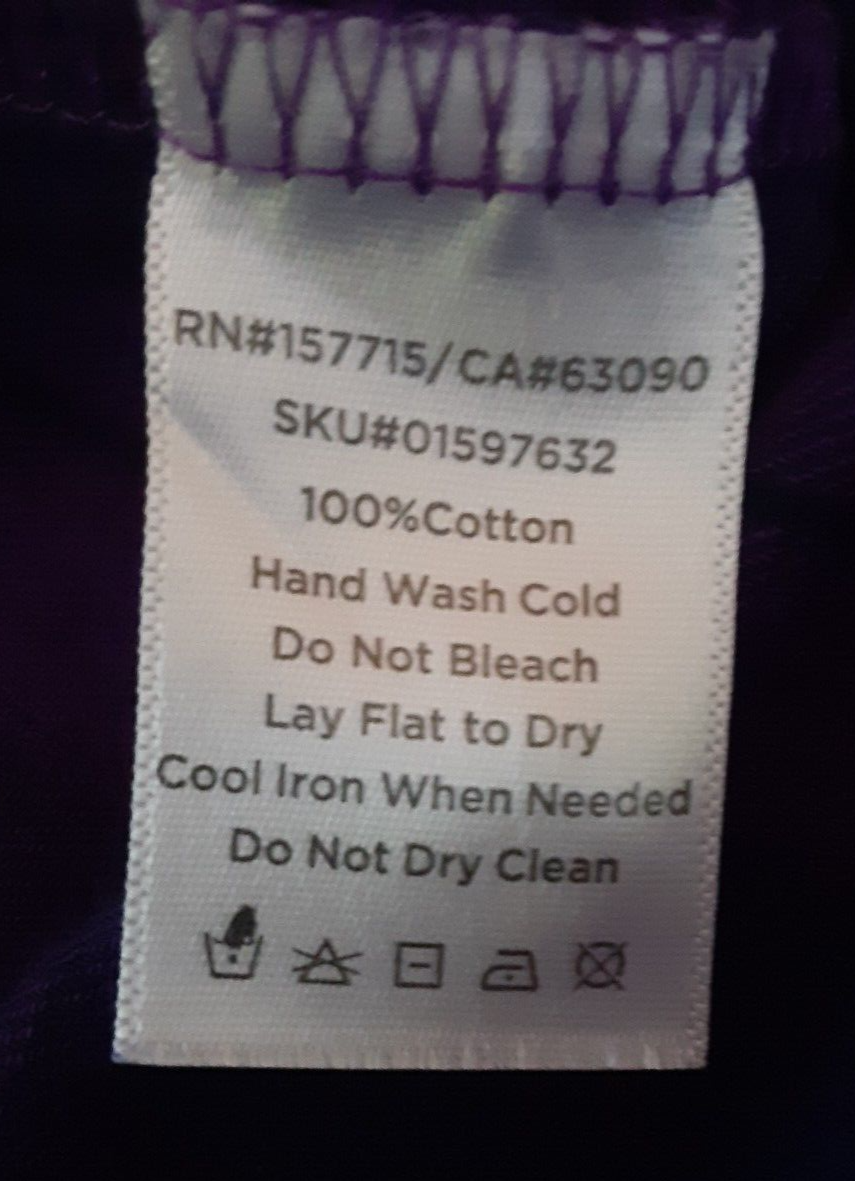 RN#157715/CA#63090
SKU#01597632
100%Cotton
Hand Wash Cold
Do Not Bleach
Lay Flat to Dry
Cool Iron When Needed
Do Not Dry Clean